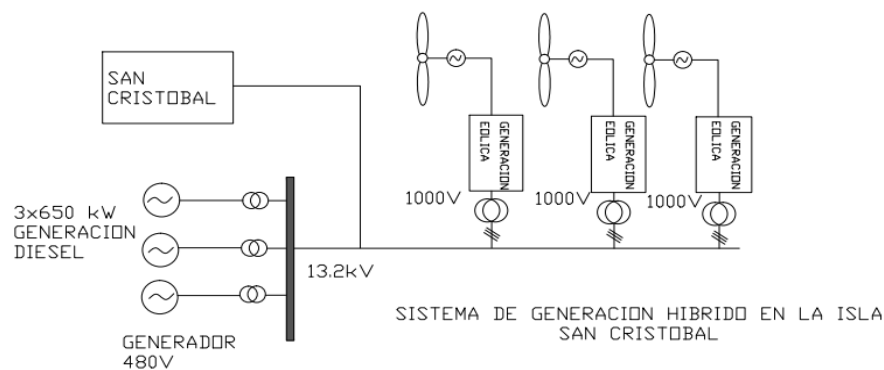 SAN
CRISTOBAL
GENERACION
EOLICA
GENERACION
EOLICA
GENERACION
EOLICA
1000V
1000V
1000V
3x650 kW
GENERACION
DIESEL
13.2kV
GENERADOR
480V
SISTEMA DE GENERACION HIBRIDO EN LA ISLA
SAN CRISTOBAL